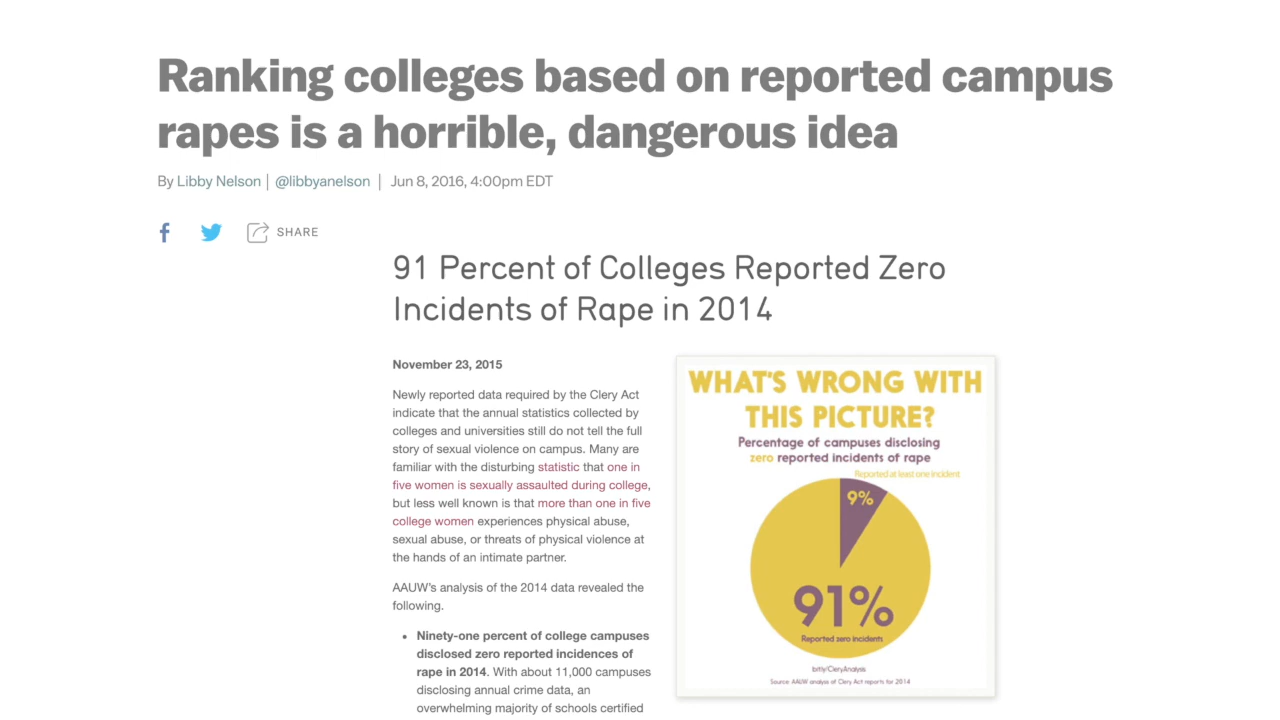 Ranking colleges based on reported campus
rapes is a horrible, dangerous idea
By Libby Nelson | @libbyanelson | Jun 8, 2016, 4:00pm EDT
SHARE
91 Percent of Colleges Reported Zero
Incidents of Rape in 2014
November 23, 2015
Newly reported data required by the Clery Act
indicate that the annual statistics collected by
colleges and universities still do not tell the full
story of sexual violence on campus. Many are
familiar with the disturbing statistic that one in
five women is sexually assaulted during college,
but less well known is that more than one in five
college women experiences physical abuse,
sexual abuse, or threats of physical violence at
the hands of an intimate partner.
AAUW's analysis of the 2014 data revealed the
following.
• Ninety-one percent of college campuses
disclosed zero reported incidences of
rape in 2014. With about 11,000 campuses
disclosing annual crime data, an
overwhelming majority of schools certified
WHAT'S WRONG WITH
THIS PICTURE?
Percentage of campuses disclosing
zero reported incidents of rape
Reported at least one incident
9%
91%
Reported zero incidents
bitly/CleryAnalysis
Source: AAUW analysis of Clery Act reports for 2014